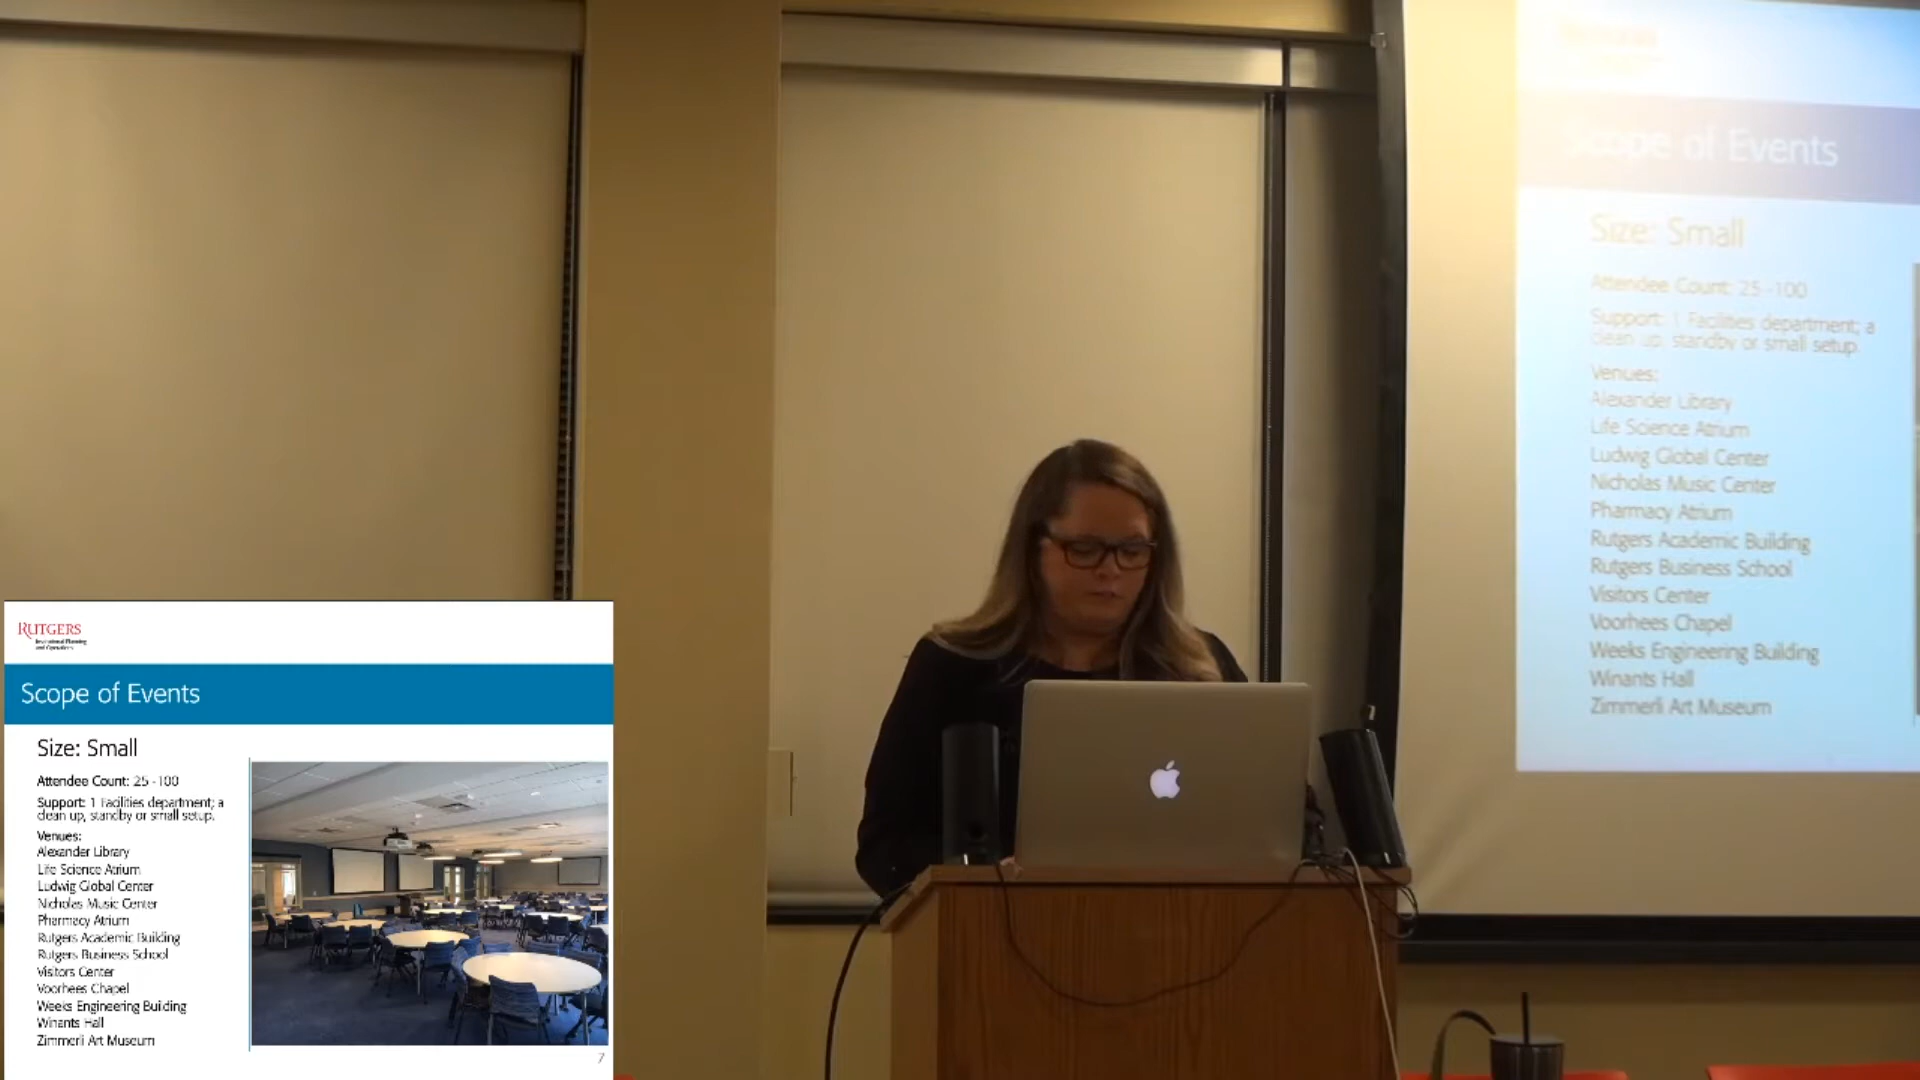 RUTGERS
Institutional Planning
and Operations
Scope of Events
Size: Small
Attendee Count: 25 -100
Support: 1 Facilities department; a
clean up, standby or small setup.
Venues:
Alexander Library
Life Science Atrium
Ludwig Global Center
Nicholas Music Center
Pharmacy Atrium
Rutgers Academic Building
Rutgers Business School
Visitors Center
Voorhees Chapel
Weeks Engineering Building
Winants Hall
Zimmerli Art Museum
7
Scope of Events
Size: Small
Attendee Count: 25 -100
Support: 1 Facilities department; a
clean up, standby or small setup.
Venues:
Alexander Library
Life Science Atrium
Ludwig Global Center
Nicholas Music Center
Pharmacy Atrium
Rutgers Academic Building
Rutgers Business School
Visitors Center
Voorhees Chapel
Weeks Engineering Building
Winants Hall
Zimmerli Art Museum